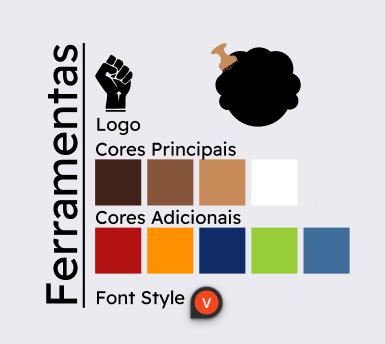 Ferramentas
Logo
Cores Principais
Cores Adicionais
Font Style
V